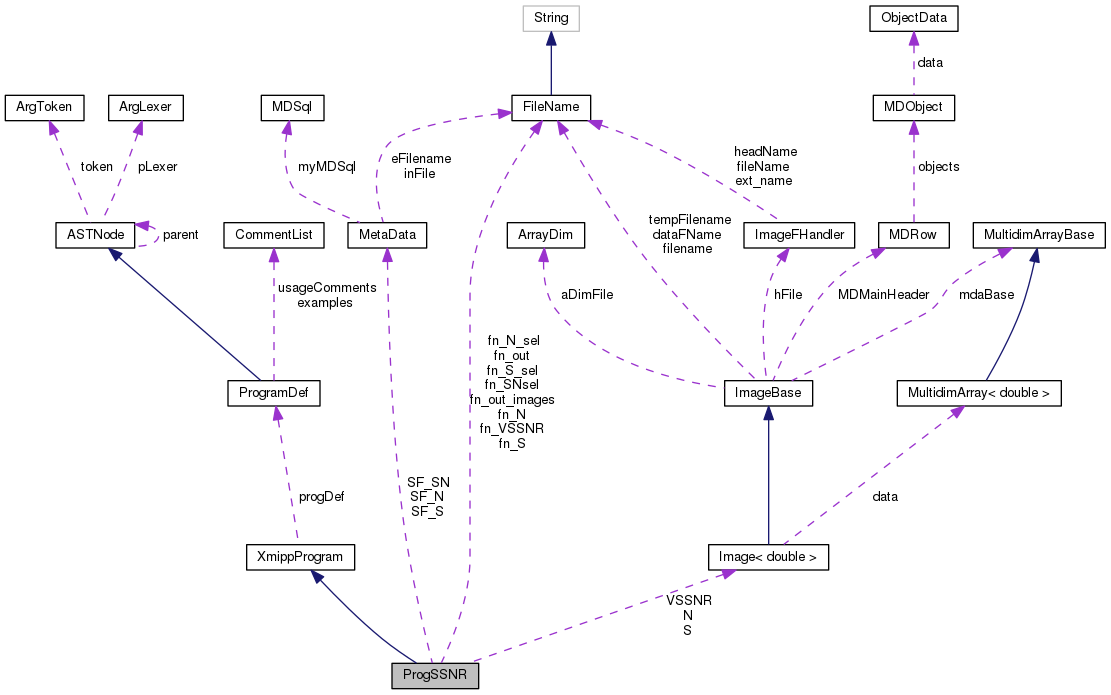 String
ObjectData
data
ArgToken
ArgLexer
MDSql
FileName
MDObject
token
pLexer
myMDSql
eFilename
inFile
headName
fileName
ext_name
objects
tempFilename
dataFName
filename
ASTNode
parent
CommentList
MetaData
ArrayDim
ImageFHandler
MDRow
MultidimArrayBase
usageComments
examples
aDimFile
hFile
MDMainHeader
mdaBase
fn_N_sel
fn_out
fn_S_sel
fn_SNsel
fn_out_images
fn_N
fn_VSSNR
fn_S
ProgramDef
ImageBase
MultidimArray< double >
progDef
SF_SN
SF_N
SF_S
data
XmippProgram
Image< double >
VSSNR
N
S
ProgSSNR